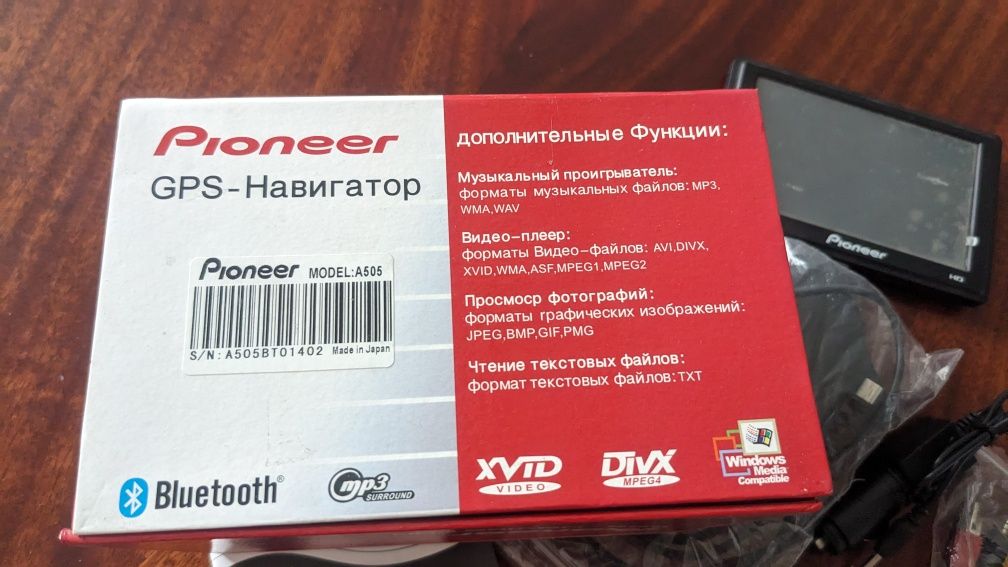 Pioneer
GPS-Навигатор
Pioneer MODEL:A505
S/N:A505BT01402 Made in Japan
Bluetooth®
mp3
SURROUND
дополнительные Функции:
Музыкальный проигрыватель:
форматы музыкальных файлов: MP3,
WMA,WAV
Видео-плеер:
форматы Видео-файлов: AVI,DIVX,
XVID,WMA,ASF,MPEG1,MPEG2
Просмоср фотографий:
форматы rрафических изображений:
JPEG,BMP,GIF,PMG
Чтение текстовых файлов:
формат текстовых файлов:TXT
XVID
VIDEO
DIVX
MPEG4
Windows
Media
Compatible
Pioneer
HD